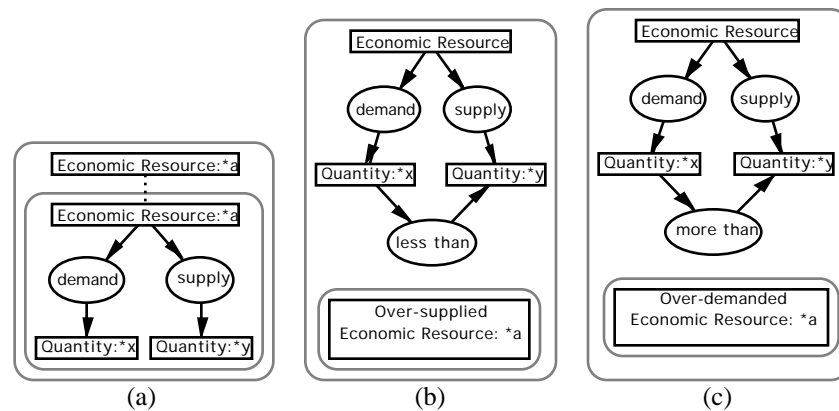 Economic Resource:*a
Economic Resource:*a
demand
supply
Quantity:*x
Quantity:*y
(a)
Economic Resource
demand
supply
Quantity:*x
Quantity:*y
less than
Over-supplied
Economic Resource: *a
(b)
Economic Resource
demand
supply
Quantity:*x
Quantity:*y
more than
Over-demanded
Economic Resource: *a
(c)